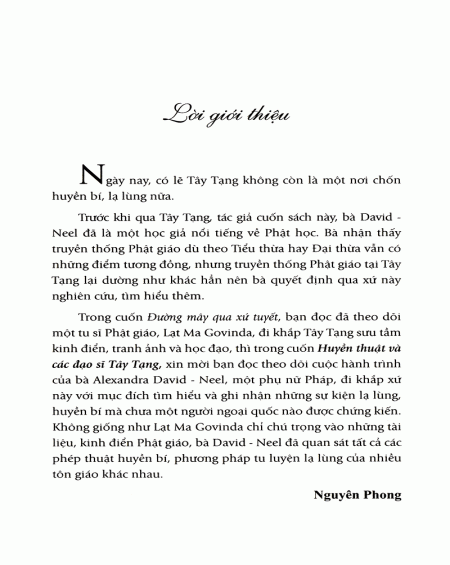 Lời giới thiệu
Ngày nay, có lẽ Tây Tạng không còn là một nơi chốn
huyền bí, lạ lùng nữa.
Trước khi qua Tây Tạng, tác giả cuốn sách này, bà David -
Neel đã là một học giả nổi tiếng về Phật học. Bà nhận thấy
truyền thống Phật giáo dù theo Tiểu thừa hay Đại thừa vẫn có
những điểm tương đồng, nhưng truyền thống Phật giáo tại Tây
Tạng lại dường như khác hẳn nên bà quyết định qua xứ này
nghiên cứu, tìm hiểu thêm.
Trong cuốn Đường mây qua xứ tuyết, bạn đọc đã theo dõi
một tu sĩ Phật giáo, Lạt Ma Govinda, đi khắp Tây Tạng sưu tầm
kinh điển, tranh ảnh và học đạo, thì trong cuốn Huyền thuật và
các đạo sĩ Tây Tạng, xin mời bạn đọc theo dõi cuộc hành trình
của bà Alexandra David - Neel, một phụ nữ Pháp, đi khắp xứ
này với mục đích tìm hiểu và ghi nhận những sự kiện lạ lùng,
huyền bí mà chưa một người ngoại quốc nào được chứng kiến.
Không giống như Lạt Ma Govinda chỉ chú trọng vào những tài
liệu, kinh điển Phật giáo, bà David - Neel đã quan sát tất cả các
phép thuật huyền bí, phương pháp tu luyện lạ lùng của nhiều
tôn giáo khác nhau.
Nguyên Phong